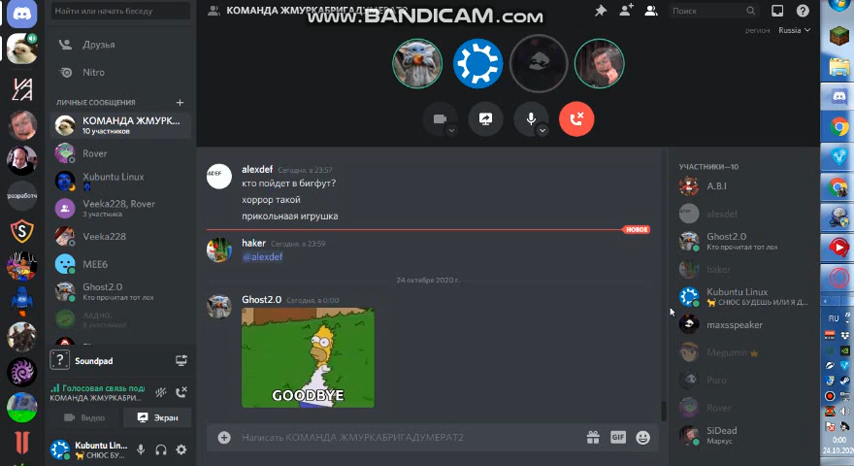 Найти или начать беседу
КОМАНДА ЖМУРКАБРИГАДУМЕРАТ2
www.BANDICAM.com
Поиск
регион
Russia
Друзья
Nitro
ЛИЧНЫЕ СООБЩЕНИЯ
КОМАНДА ЖМУРК...
10 участников
Rover
Xubuntu Linux
Veeka228, Rover
3 участника
Veeka228
MEE6
Ghost2.0
Кто прочитал тот лох
ладно.
Soundpad
Голосовая связь подк
КОМАНДА ЖМУРКАБРИ...
Видео
Экран
Kubuntu Lin...
СНЮС БУ...
alexdef Сегодня, в 23:57
кто пойдет в бигфут?
хоррор такой
прикольнаая игрушка
НОВОЕ
haker Сегодня, в 23:59
@alexdef
24 октября 2020 г.
Ghost2.0 Сегодня, в 0:00
GOODBYE
Написать КОМАНДА ЖМУРКАБРИГАДУМЕРАТ2
GIF
УЧАСТНИКИ—10
A.B.I
alexdef
Ghost2.0
Кто прочитал тот лох
haker
Kubuntu Linux
СНЮС БУДЕШЬ ИЛИ Я Д...
maxsspeaker
Megumin
Puro
Rover
SiDead
Маркус
RU
0:00
24.10.2020